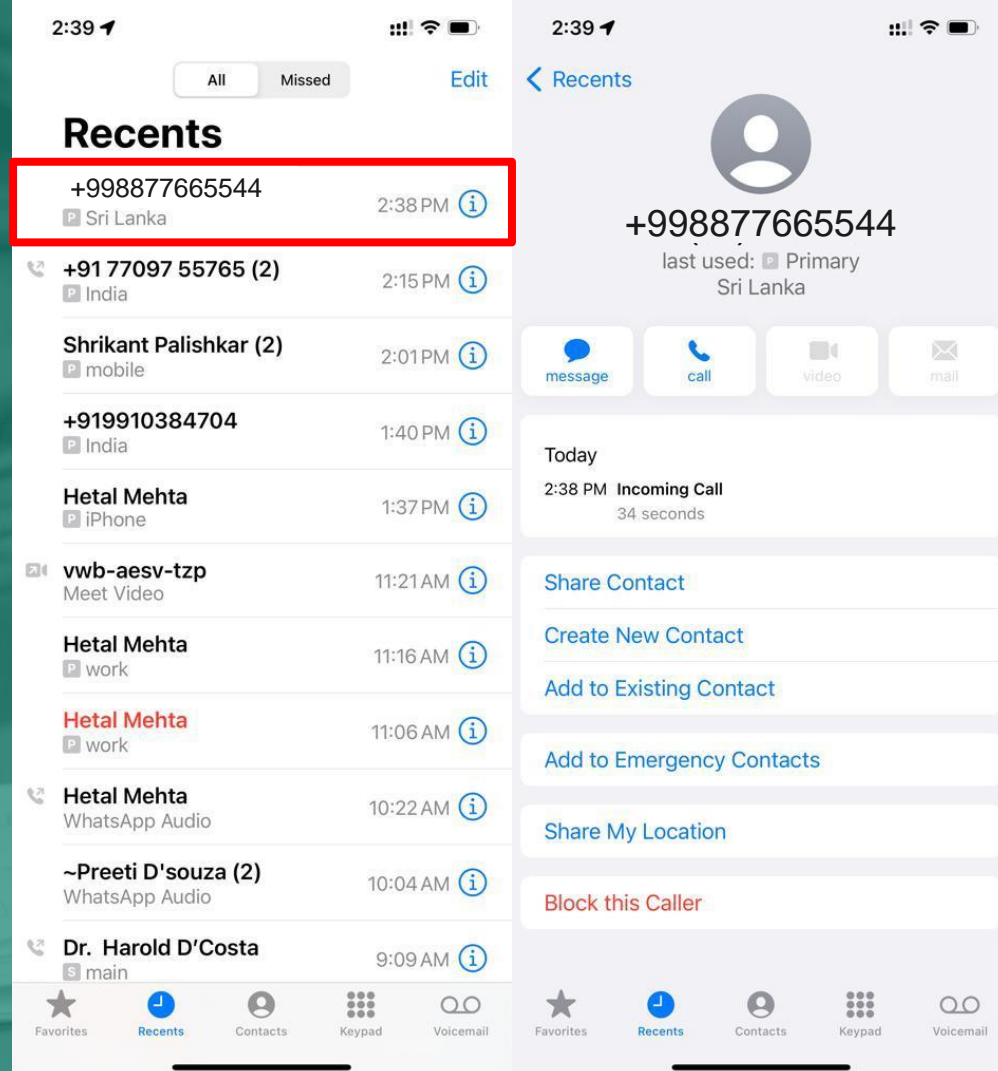 2:39
All Missed Edit
Recents
+998877665544
2:38 PM
P Sri Lanka
+91 77097 55765 (2)
2:15 PM
P India
Shrikant Palishkar (2)
2:01 PM
P mobile
+919910384704
1:40 PM
P India
Hetal Mehta
1:37 PM
P iPhone
vwb-aesv-tzp
11:21 AM
Meet Video
Hetal Mehta
11:16 AM
P work
Hetal Mehta
11:06 AM
P work
Hetal Mehta
10:22 AM
WhatsApp Audio
~Preeti D'souza (2)
10:04 AM
WhatsApp Audio
Dr. Harold D'Costa
9:09 AM
S main
Favorites Recents Contacts Keypad Voicemail
2:39
Recents
+998877665544
last used: P Primary
Sri Lanka
message call video mail
Today
2:38 PM Incoming Call
34 seconds
Share Contact
Create New Contact
Add to Existing Contact
Add to Emergency Contacts
Share My Location
Block this Caller
Favorites Recents Contacts Keypad Voicemail